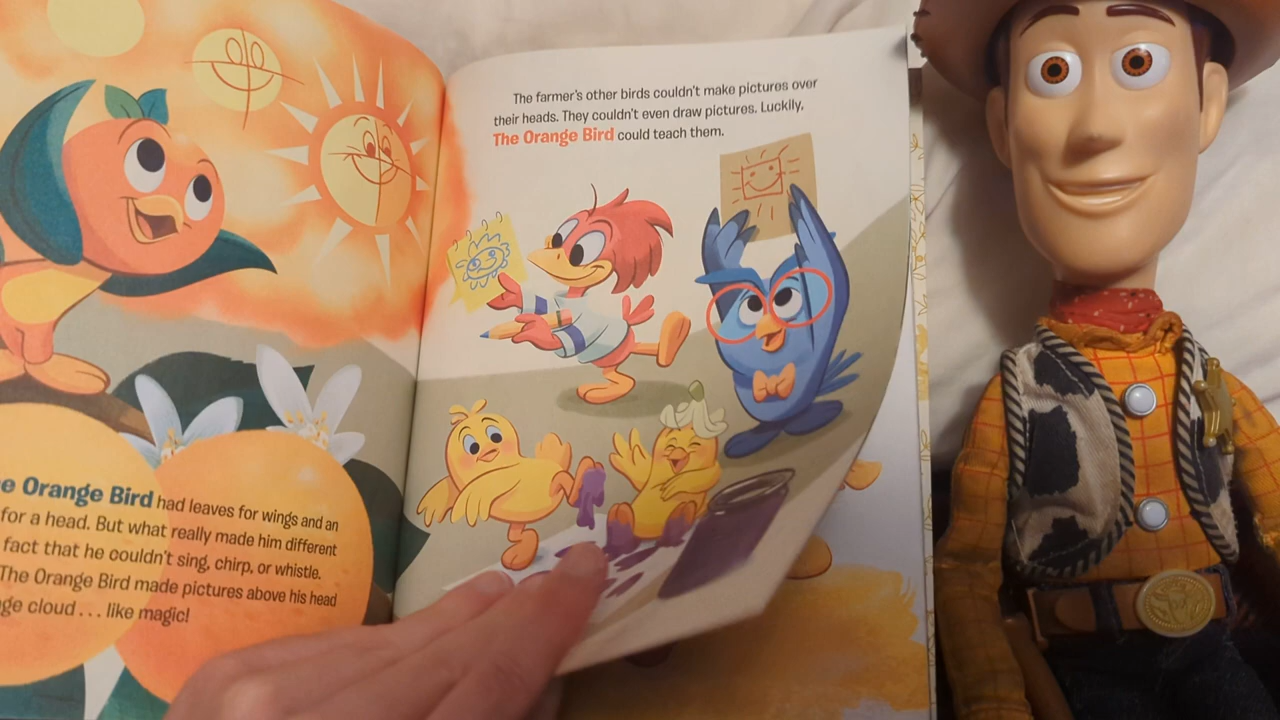 e Orange Bird had leaves for wings and an
for a head. But what really made him different
fact that he couldn't sing, chirp, or whistle.
The Orange Bird made pictures above his head
ge cloud . . . like magic!
The farmer's other birds couldn't make pictures over
their heads. They couldn't even draw pictures. Luckily,
The Orange Bird could teach them.